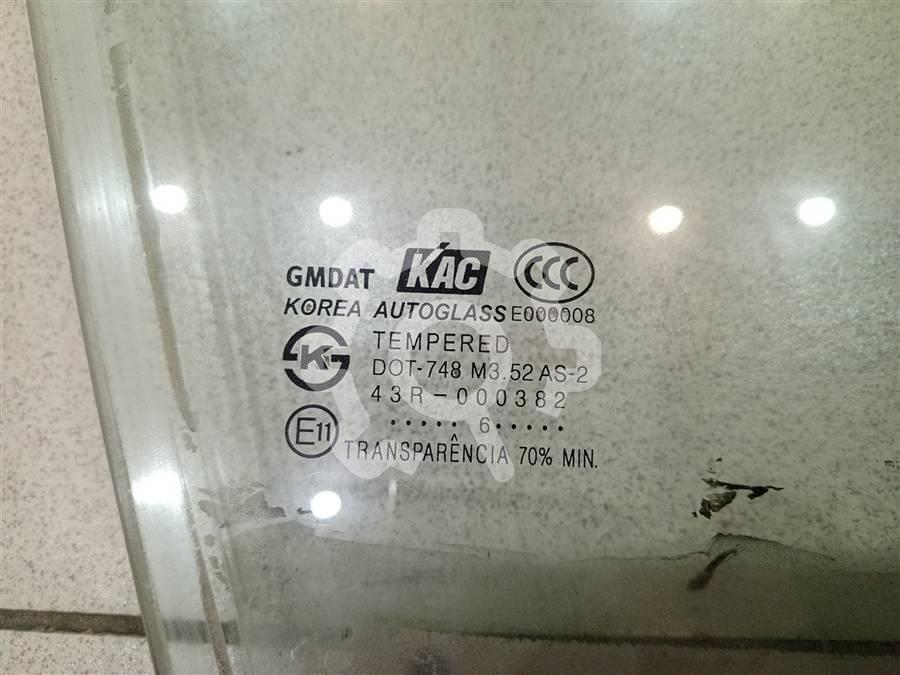 GMDAT KAC CCC
KOREA AUTOGLASS E000008
TEMPERED
DOT-748 M3.52 AS-2
43R-000382
..... 6.....
E11
TRANSPARÊNCIA 70% MIN.